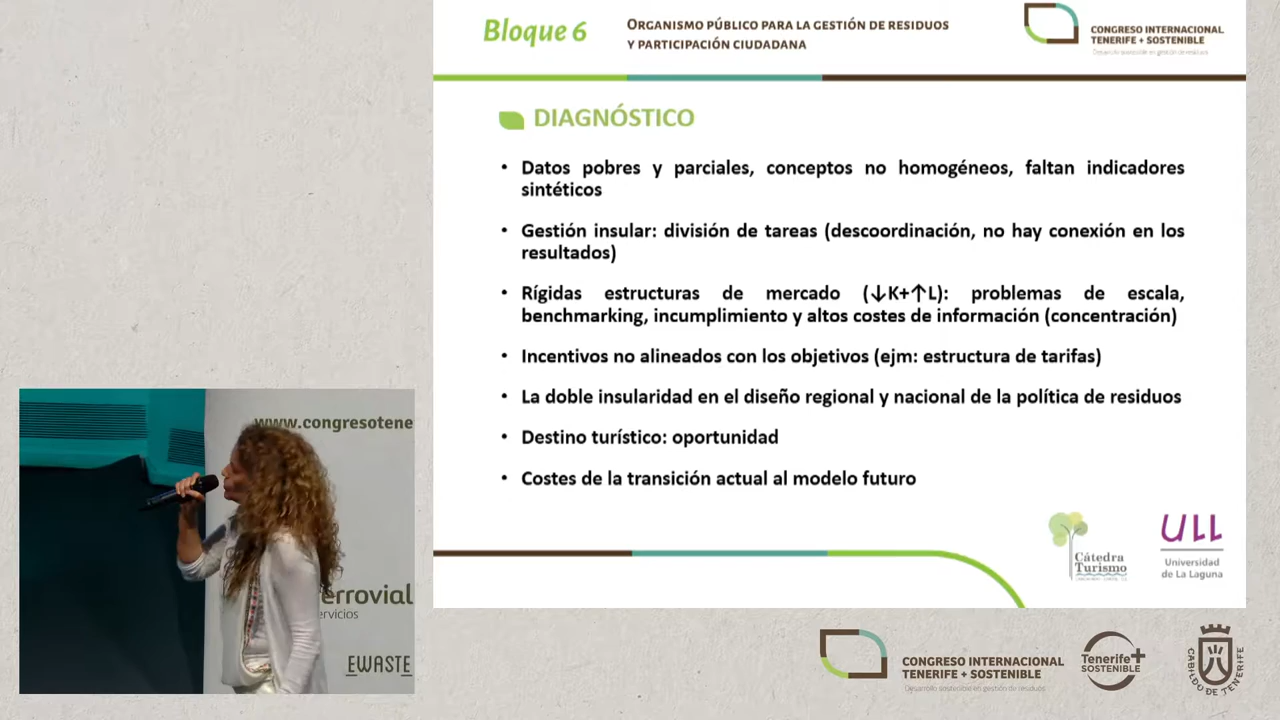 Bloque 6
ORGANISMO PÚBLICO PARA LA GESTIÓN DE RESIDUOS
Y PARTICIPACIÓN CIUDADANA
CONGRESO INTERNACIONAL
TENERIFE + SOSTENIBLE
Desarrollo sostenible en gestión de residuos
DIAGNÓSTICO
• Datos pobres y parciales, conceptos no homogéneos, faltan indicadores
sintéticos
• Gestión insular: división de tareas (descoordinación, no hay conexión en los
resultados)
• Rígidas estructuras de mercado (↓K+↑L): problemas de escala,
benchmarking, incumplimiento y altos costes de información (concentración)
• Incentivos no alineados con los objetivos (ejm: estructura de tarifas)
• La doble insularidad en el diseño regional y nacional de la política de residuos
• Destino turístico: oportunidad
• Costes de la transición actual al modelo futuro
Cátedra
Turismo
ULL
Universidad
de La Laguna
www.congresotene
errovial
ervicios
EWASTE
CONGRESO INTERNACIONAL
TENERIFE + SOSTENIBLE
Desarrollo sostenible en gestión de residuos
Tenerife+
SOSTENIBLE
CABILDO DE TENERIFE